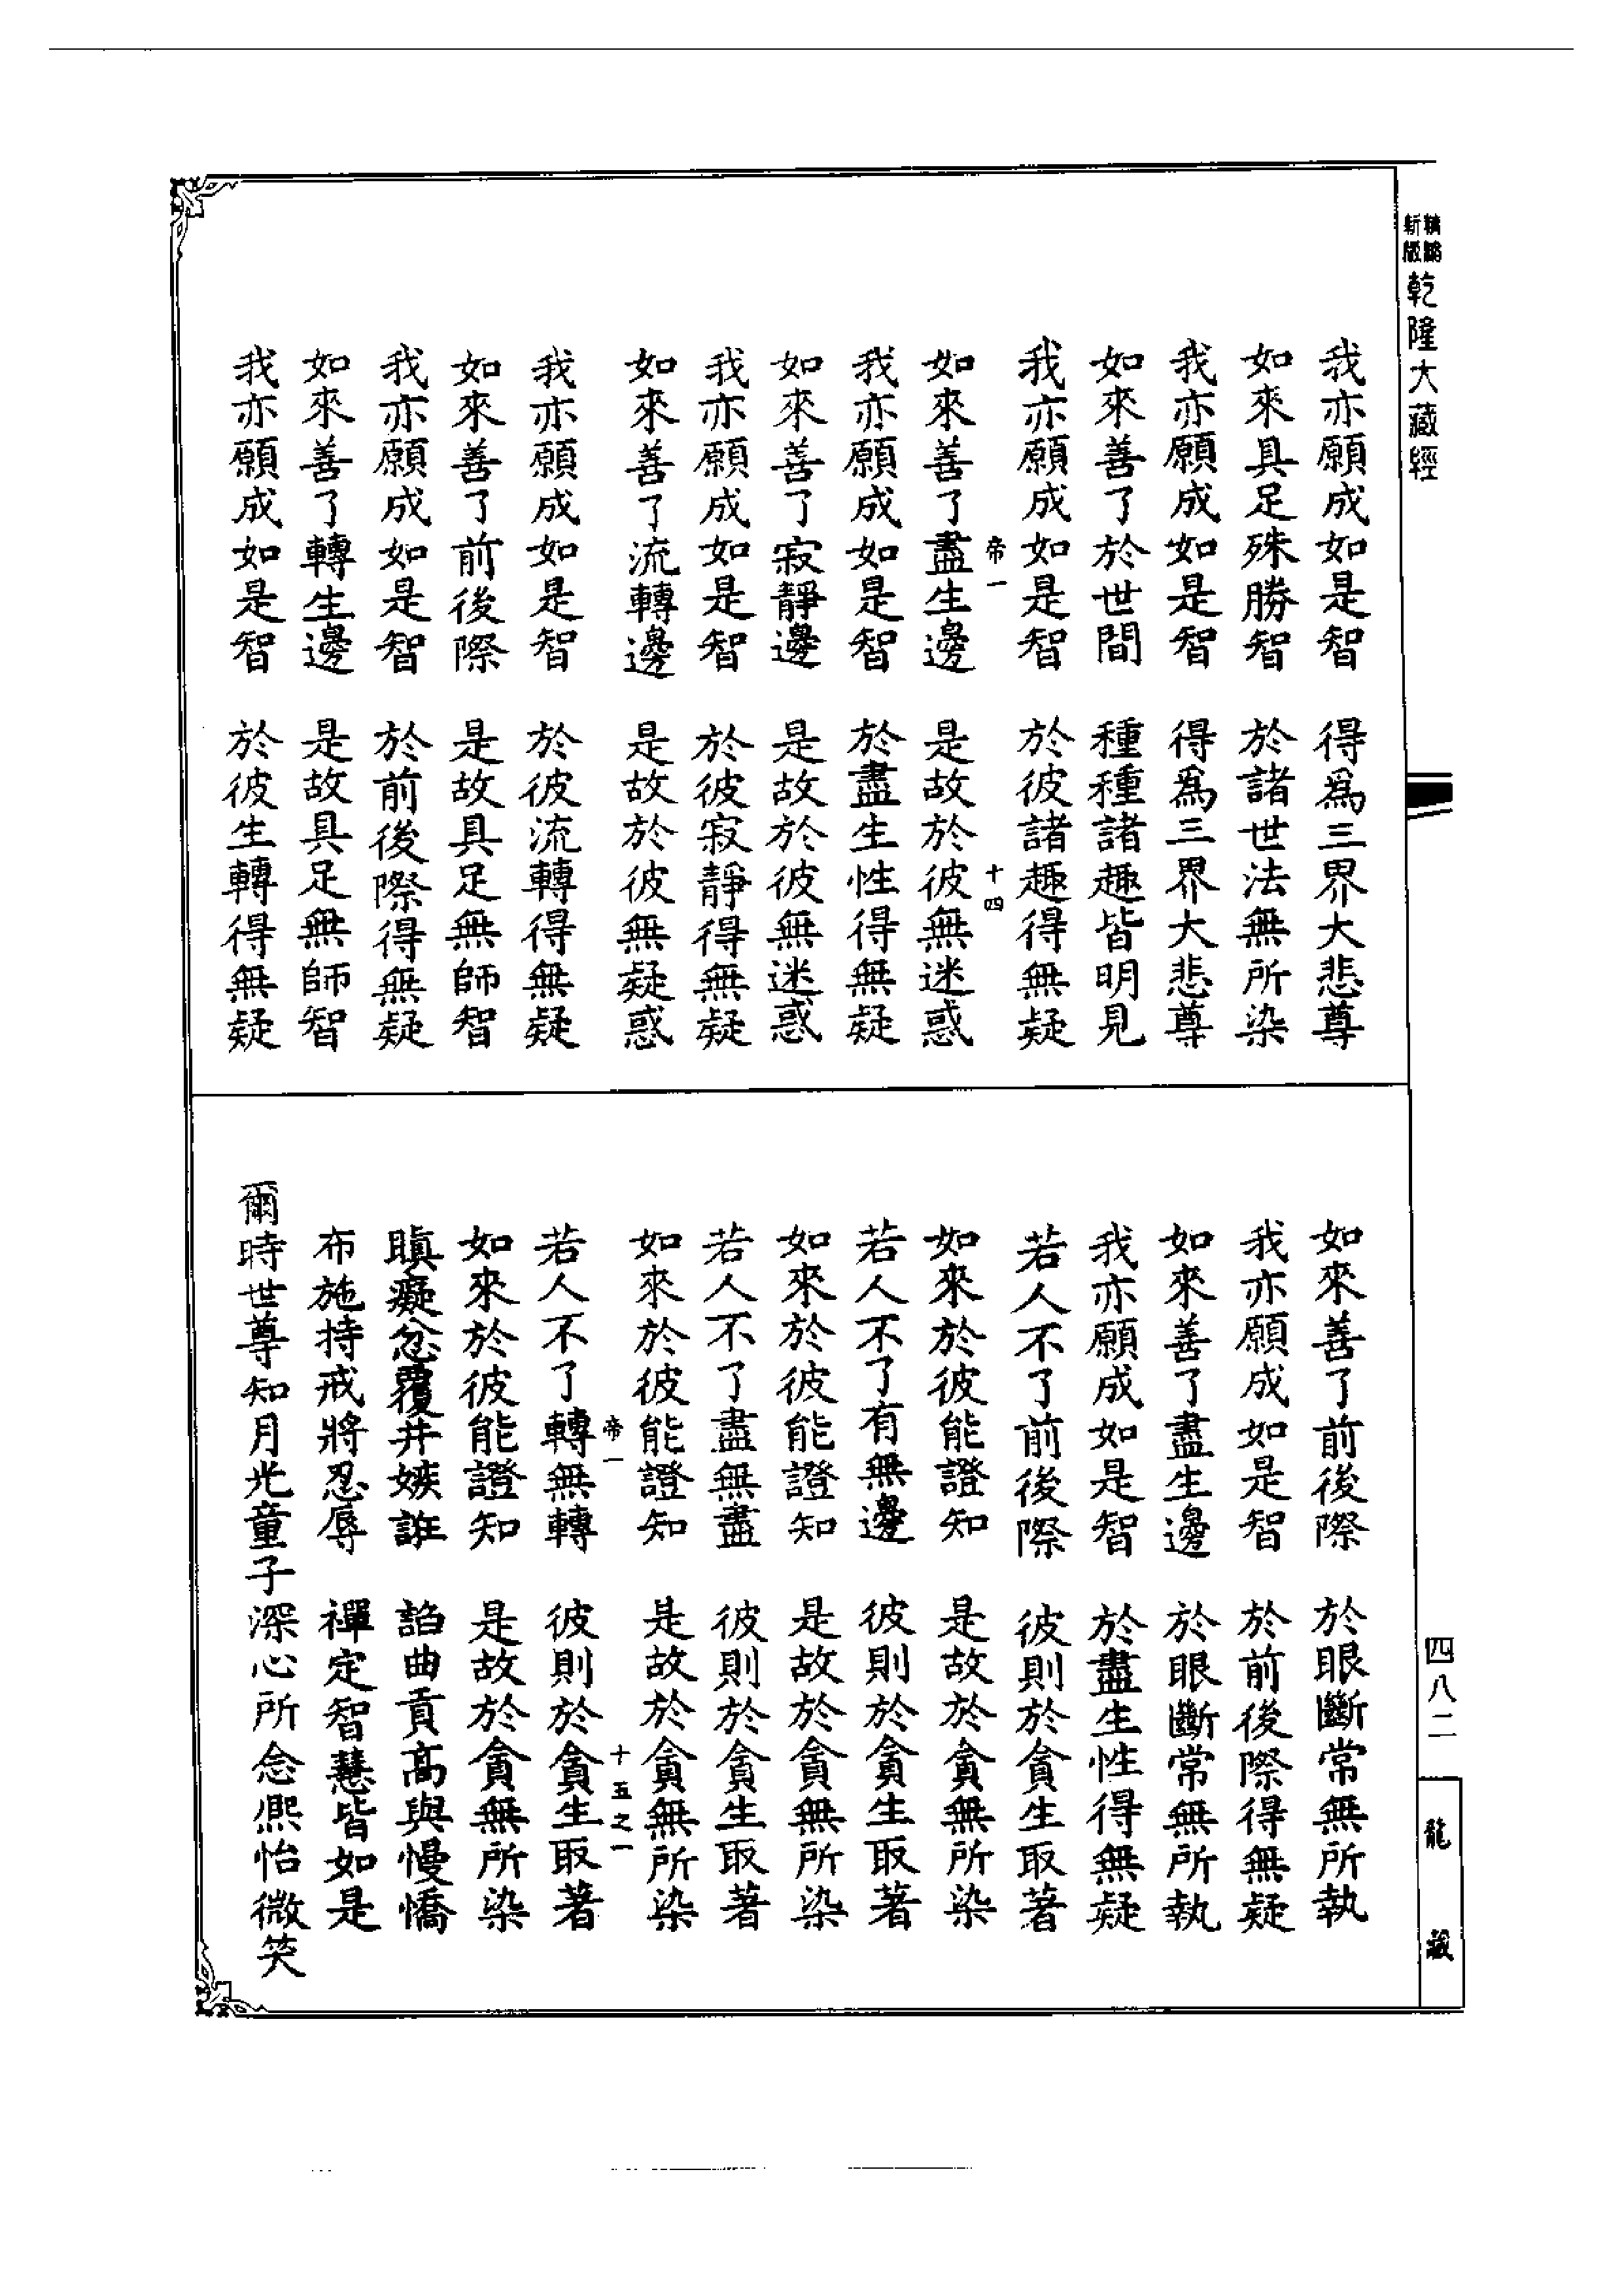 精縮新版乾隆大藏經
我亦願成如是智　得為三界大悲尊
如來具足殊勝智　於諸世法無所染
我亦願成如是智　得為三界大悲尊
如來善了於世間　種種諸趣皆明見
我亦願成如是智　於彼諸趣得無疑
帝一　十四
如來善了盡生邊　是故於彼無迷惑
我亦願成如是智　於盡生性得無疑
如來善了寂靜邊　是故於彼無迷惑
我亦願成如是智　於彼寂靜得無疑
如來善了流轉邊　是故於彼無疑惑
我亦願成如是智　於彼流轉得無疑
如來善了前後際　是故具足無師智
我亦願成如是智　於前後際得無疑
如來善了轉生邊　是故具足無師智
我亦願成如是智　於彼生轉得無疑
如來善了前後際　於眼斷常無所執
我亦願成如是智　於前後際得無疑
如來善了盡生邊　於眼斷常無所執
我亦願成如是智　於盡生性得無疑
若人不了前後際　彼則於貪生取著
如來於彼能證知　是故於貪無所染
若人不了有無邊　彼則於貪生取著
如來於彼能證知　是故於貪無所染
若人不了盡無盡　彼則於貪生取著
如來於彼能證知　是故於貪無所染
帝一　十五之一
若人不了轉無轉　彼則於貪生取著
如來於彼能證知　是故於貪無所染
瞋癡忿覆并嫉誑　諂曲貢高與慢憍
布施持戒將忍辱　禪定智慧皆如是
爾時世尊知月光童子深心所念熙怡微笑
四八二
龍藏